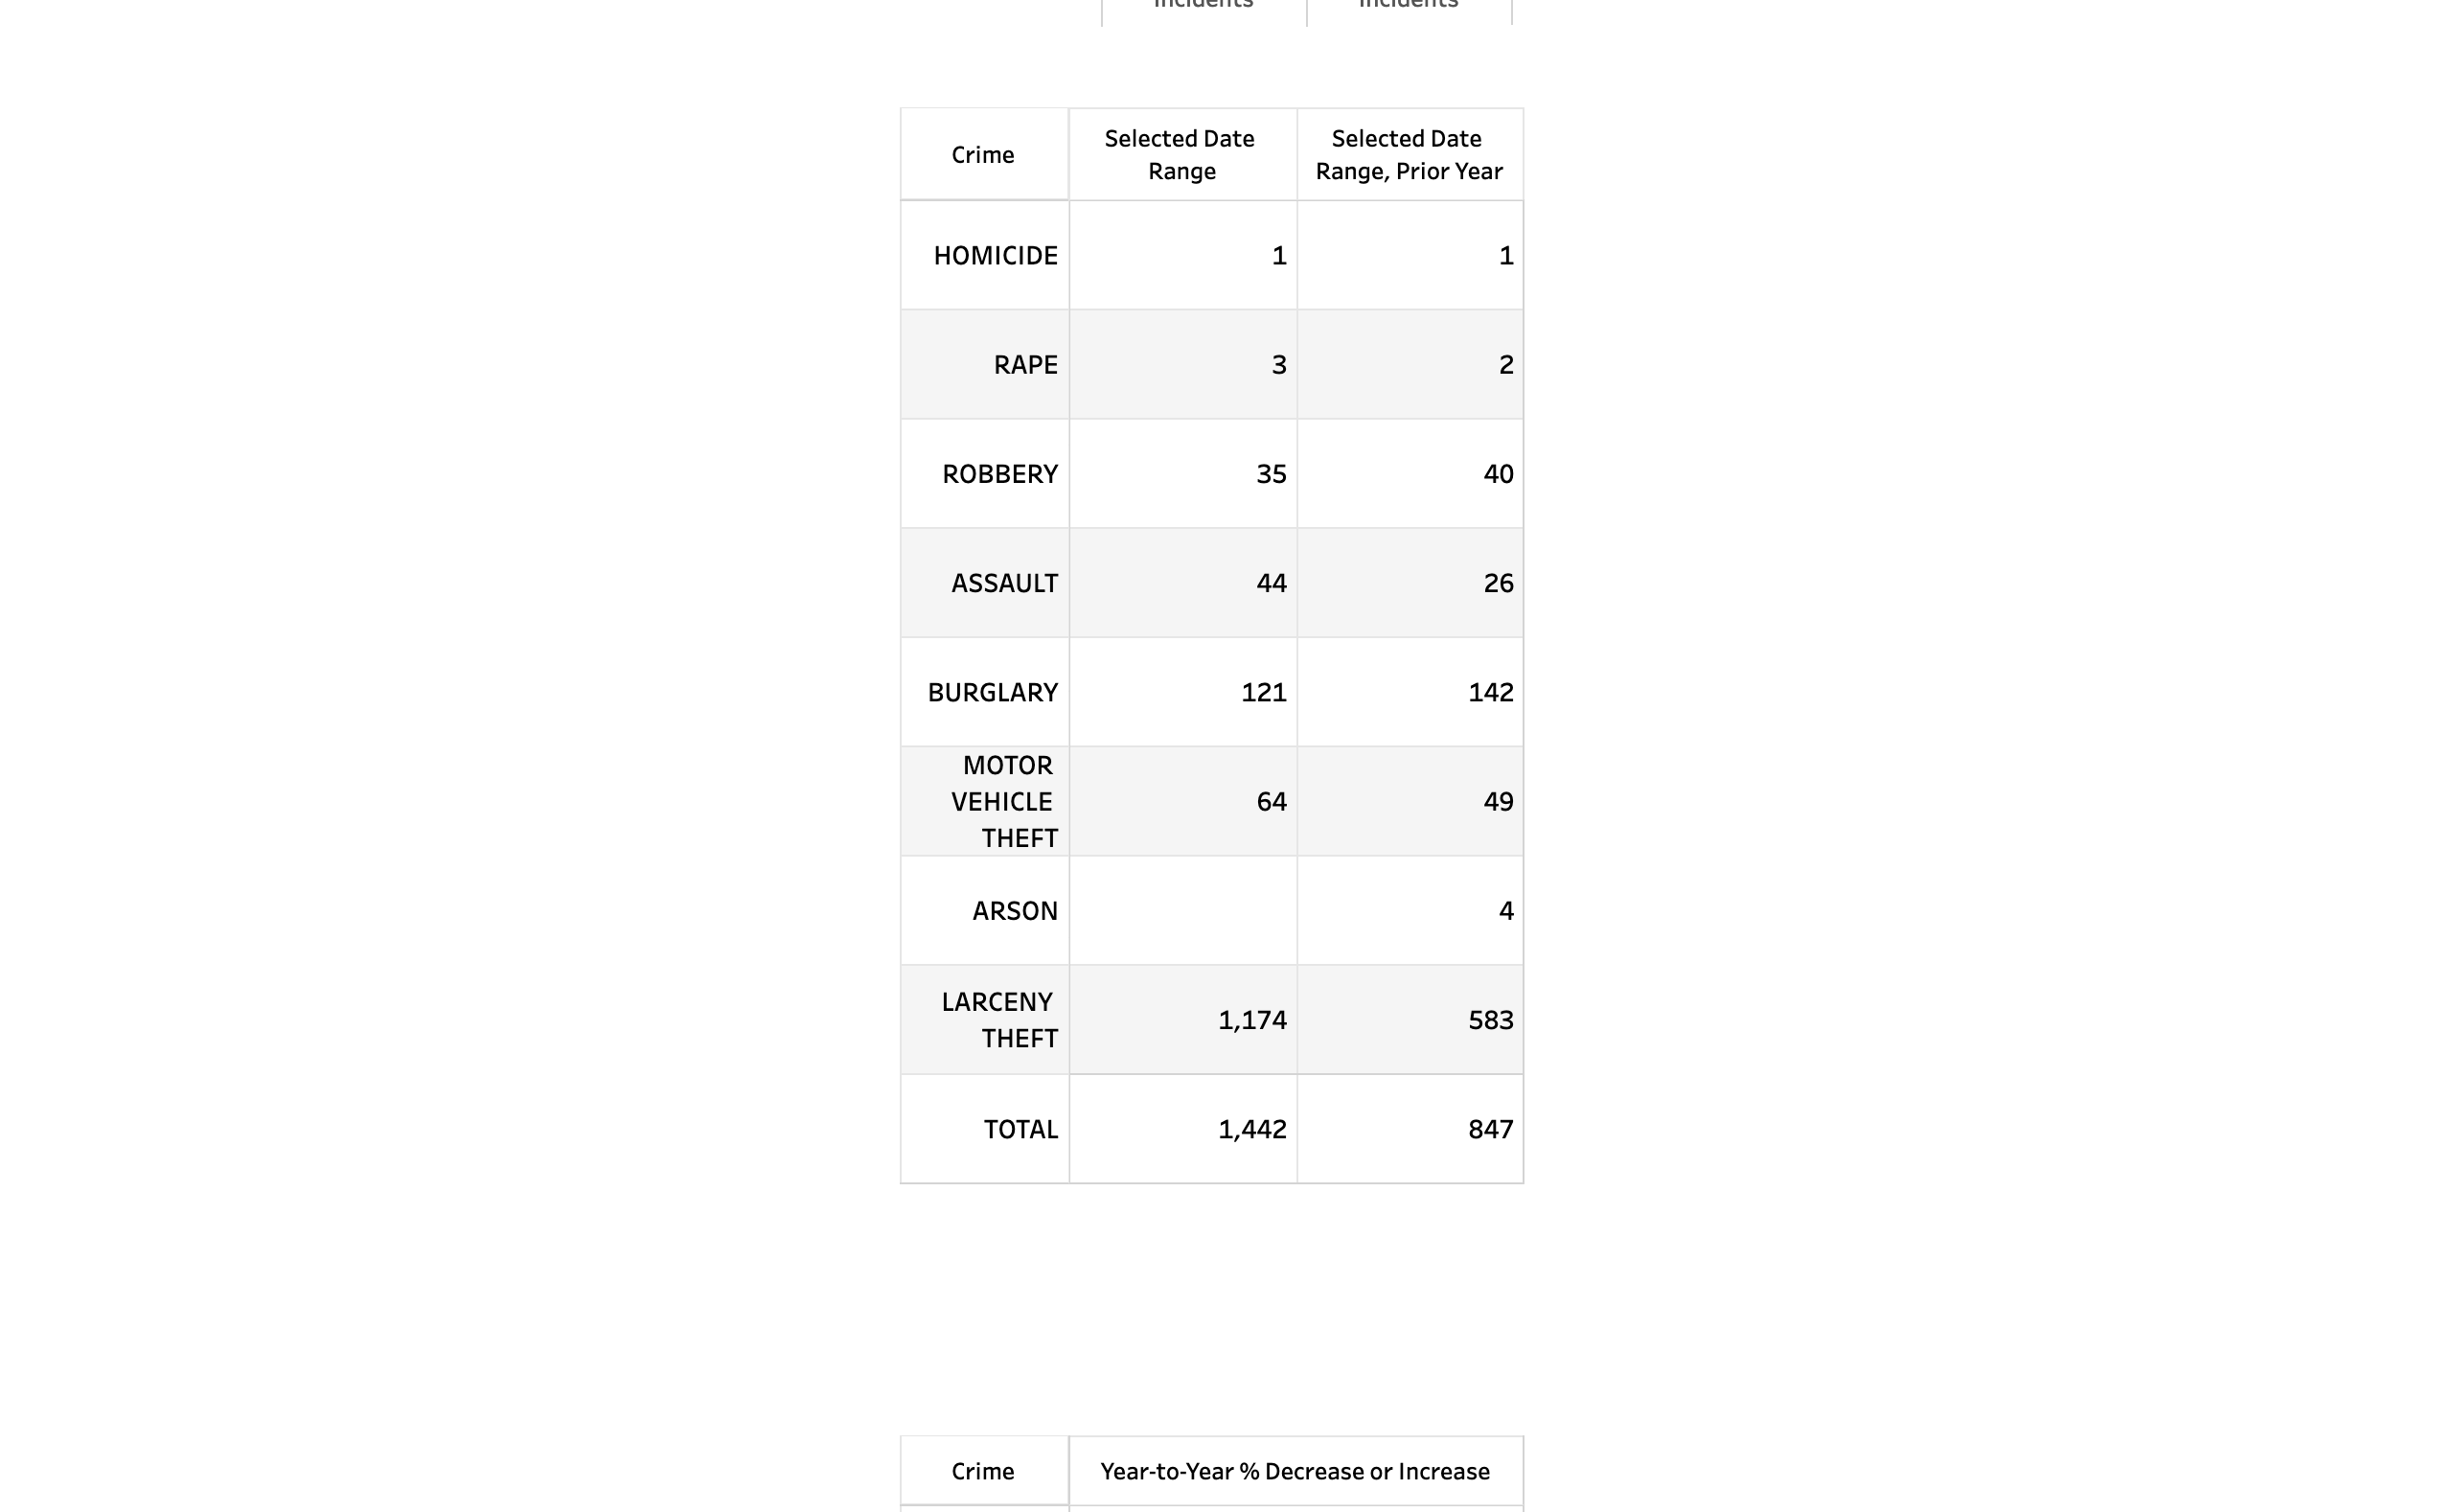 Incidents Incidents
Crime
Selected Date Range
Selected Date Range, Prior Year
HOMICIDE 1 1
RAPE 3 2
ROBBERY 35 40
ASSAULT 44 26
BURGLARY 121 142
MOTOR
VEHICLE 64 49
THEFT
ARSON 4
LARCENY
THEFT 1,174 583
TOTAL 1,442 847
Crime Year-to-Year % Decrease or Increase